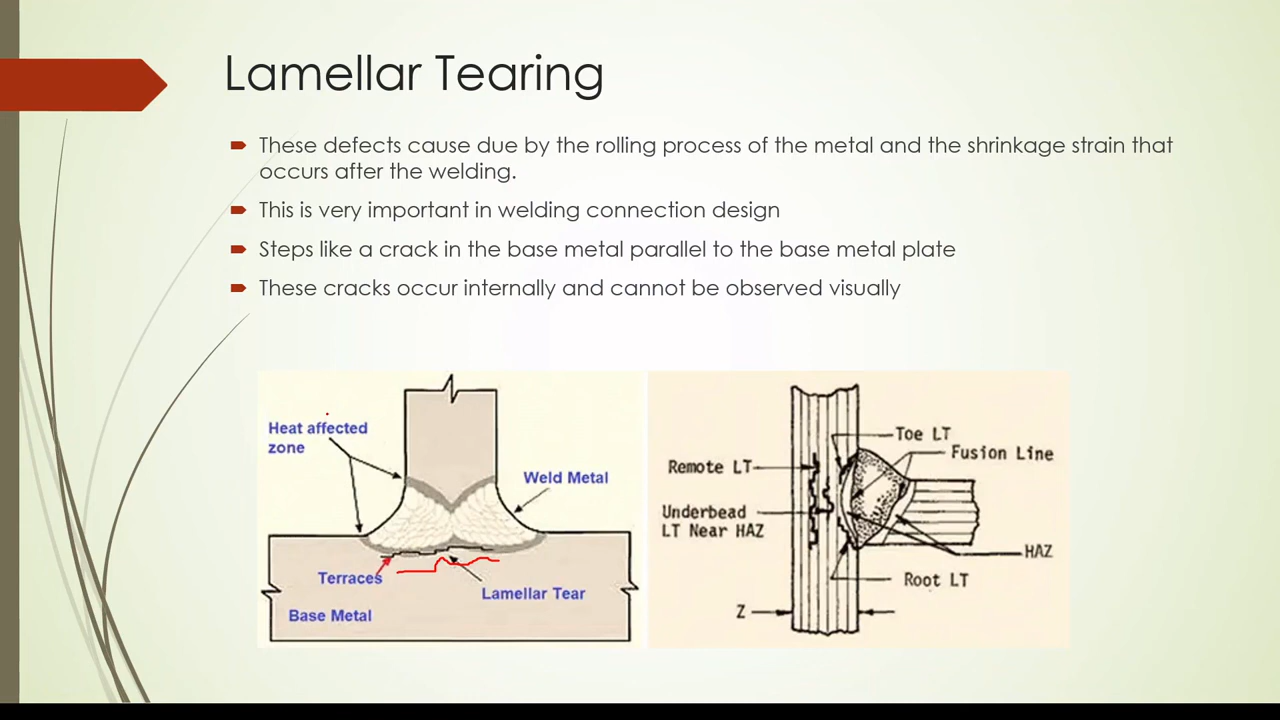 Lamellar Tearing
These defects cause due by the rolling process of the metal and the shrinkage strain that
occurs after the welding.
This is very important in welding connection design
Steps like a crack in the base metal parallel to the base metal plate
These cracks occur internally and cannot be observed visually
Heat affected
zone
Weld Metal
Terraces
Lamellar Tear
Base Metal
Toe LT
Fusion Line
Remote LT
Underbead
LT Near HAZ
HAZ
Root LT
Z